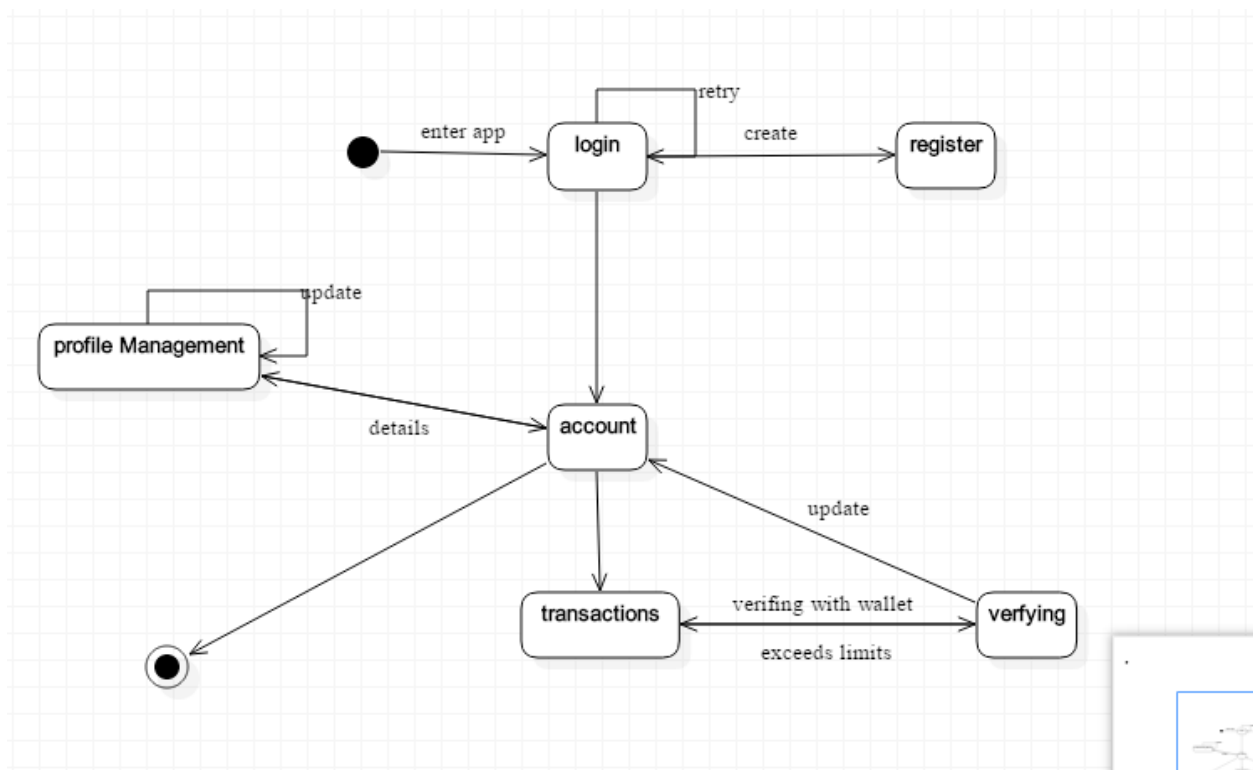 retry
enter app
create
login
register
update
profile Management
details
account
update
transactions
verifing with wallet
verfying
exceeds limits